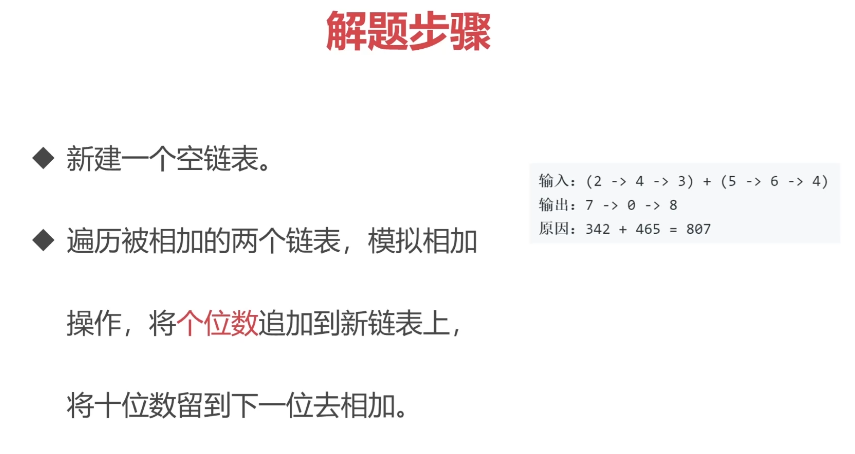 解题步骤
◆ 新建一个空链表。
◆ 遍历被相加的两个链表，模拟相加
操作，将个位数追加到新链表上，
将十位数留到下一位去相加。
输入：(2 -> 4 -> 3) + (5 -> 6 -> 4)
输出：7 -> 0 -> 8
原因：342 + 465 = 807